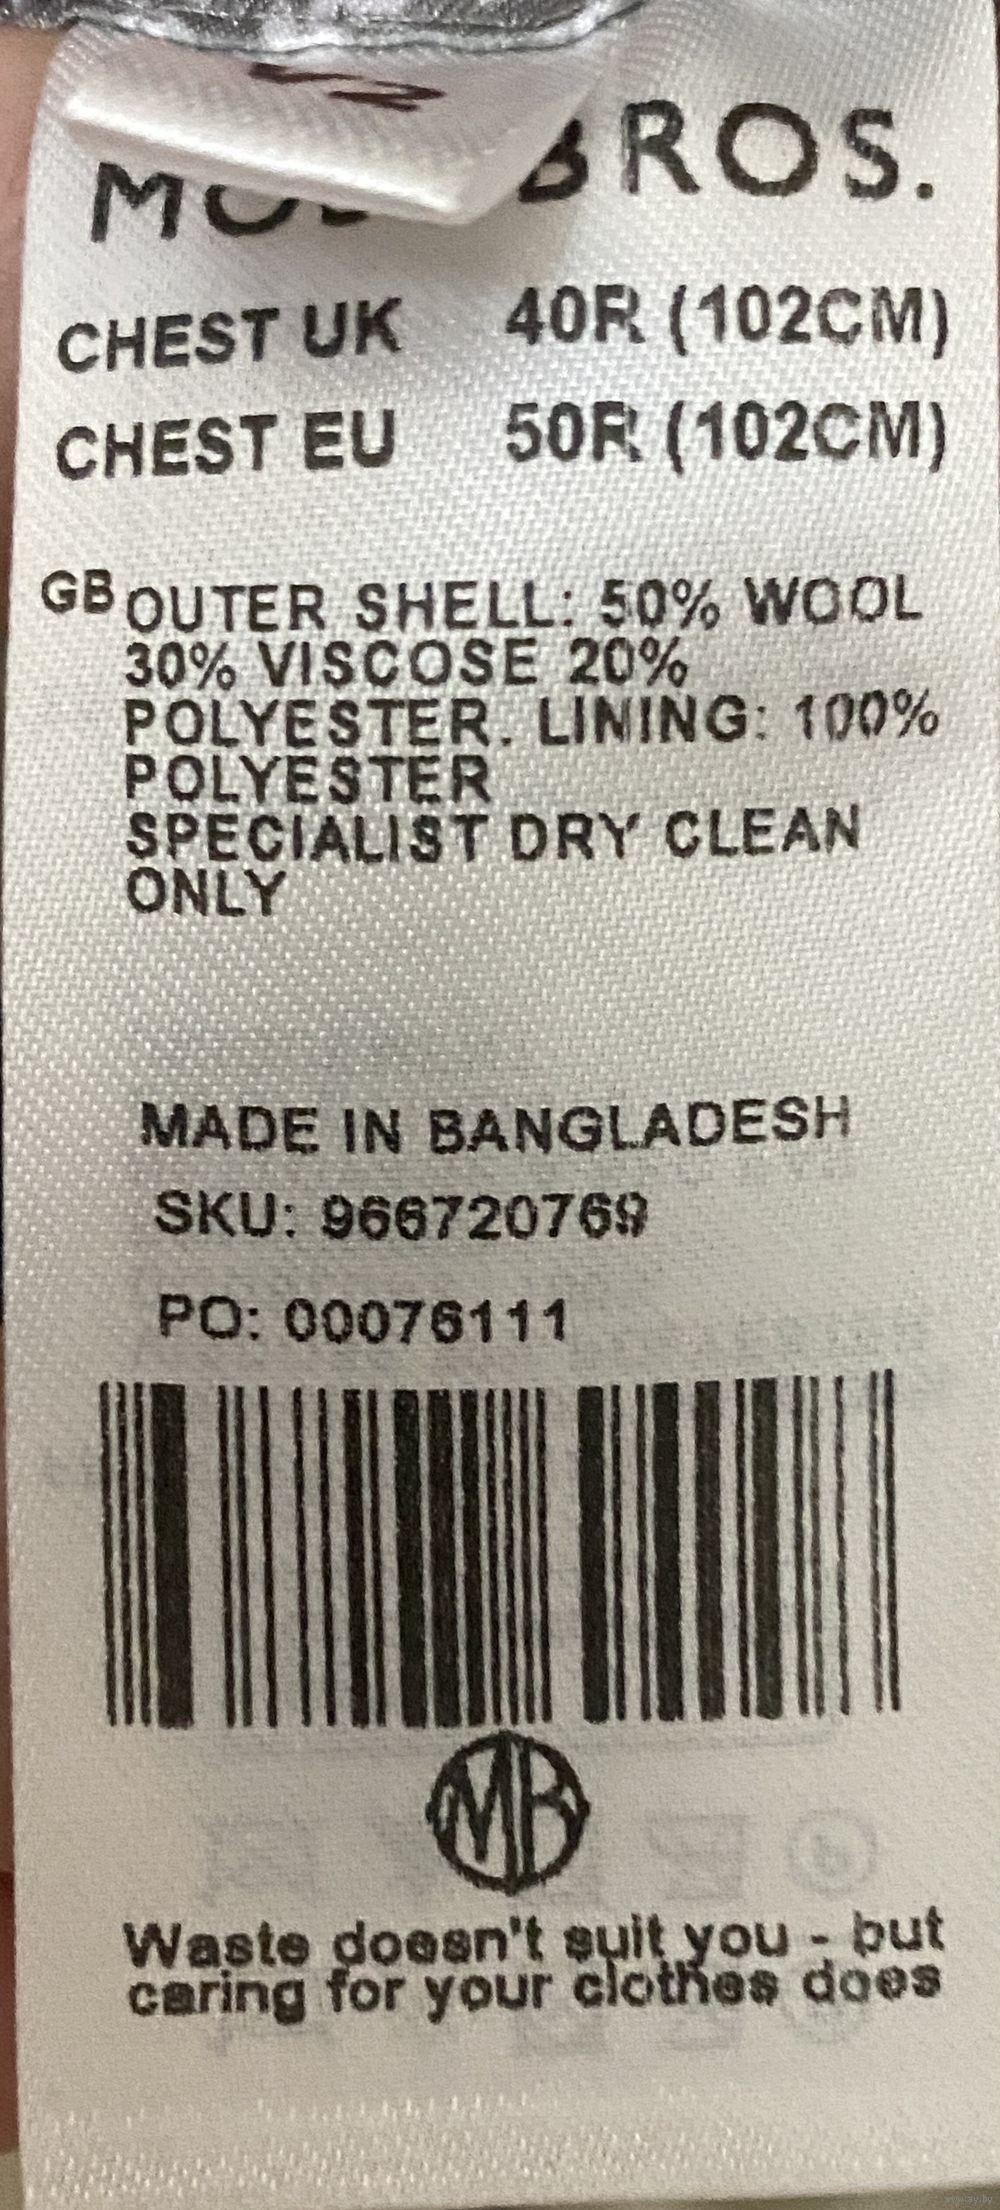 BROS.
CHEST UK 40R (102CM)
CHEST EU 50R (102CM)
GB OUTER SHELL: 50% WOOL
30% VISCOSE 20%
POLYESTER. LINING: 100%
POLYESTER
SPECIALIST DRY CLEAN
ONLY
MADE IN BANGLADESH
SKU: 966720769
PO: 00076111
MB
Waste doesn't suit you - but
caring for your clothes does